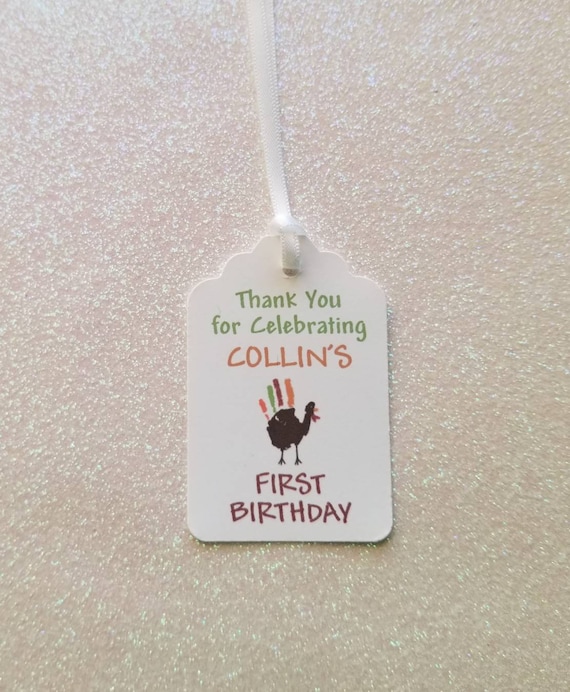 Thank You
for Celebrating
COLLIN'S
FIRST
BIRTHDAY